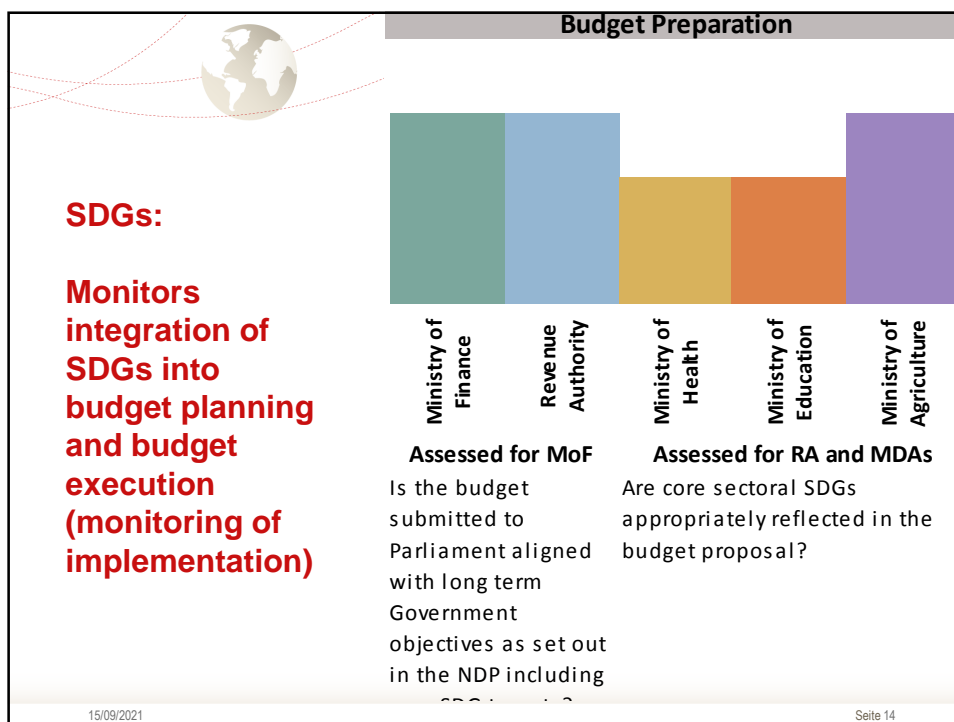 Budget Preparation
SDGs:
Monitors
integration of
SDGs into
budget planning
and budget
execution
(monitoring of
implementation)
Ministry of
Finance
Revenue
Authority
Ministry of
Health
Ministry of
Education
Ministry of
Agriculture
Assessed for MoF
Is the budget
submitted to
Parliament aligned
with long term
Government
objectives as set out
in the NDP including
Assessed for RA and MDAs
Are core sectoral SDGs
appropriately reflected in the
budget proposal?
15/09/2021
Seite 14